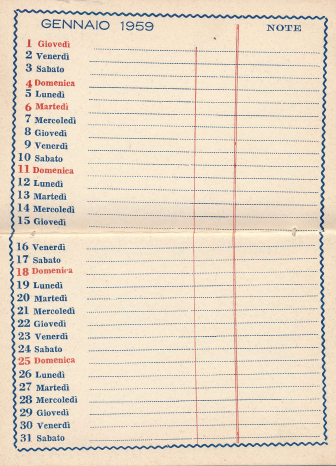 GENNAIO 1959 NOTE
1 Giovedì
2 Venerdì
3 Sabato
4 Domenica
5 Lunedì
6 Martedì
7 Mercoledì
8 Giovedì
9 Venerdì
10 Sabato
11 Domenica
12 Lunedì
13 Martedì
14 Mercoledì
15 Giovedì
16 Venerdì
17 Sabato
18 Domenica
19 Lunedì
20 Martedì
21 Mercoledì
22 Giovedì
23 Venerdì
24 Sabato
25 Domenica
26 Lunedì
27 Martedì
28 Mercoledì
29 Giovedì
30 Venerdì
31 Sabato